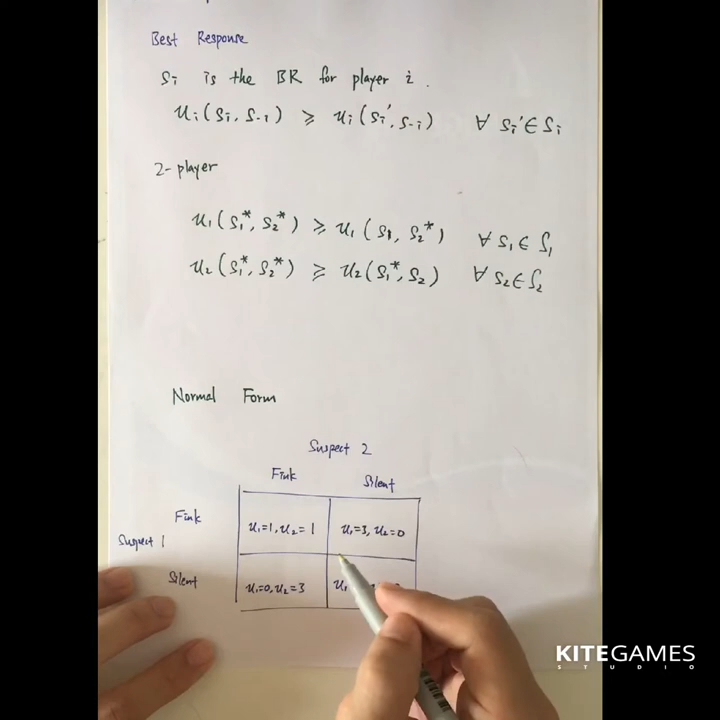 Best Response
Si is the BR for player i.
ui(si, s-i) ≥ ui(si', s-i) ∀ si' ∈ Si
2-player
u1(s1*, s2*) ≥ u1(s1, s2*) ∀ s1 ∈ S1
u2(s1*, s2*) ≥ u2(s1*, s2) ∀ s2 ∈ S2
Normal Form
Suspect 2
Fink Silent
Fink u1=1, u2=1 u1=3, u2=0
Suspect 1
Silent u1=0, u2=3 u1
KITEGAMES
STUDIO